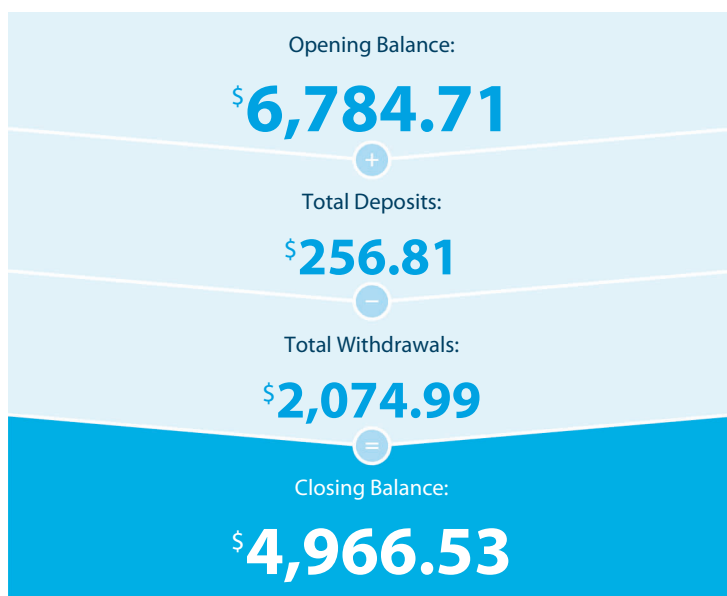 Opening Balance:
$6,784.71
+
Total Deposits:
$256.81
−
Total Withdrawals:
$2,074.99
=
Closing Balance:
$4,966.53